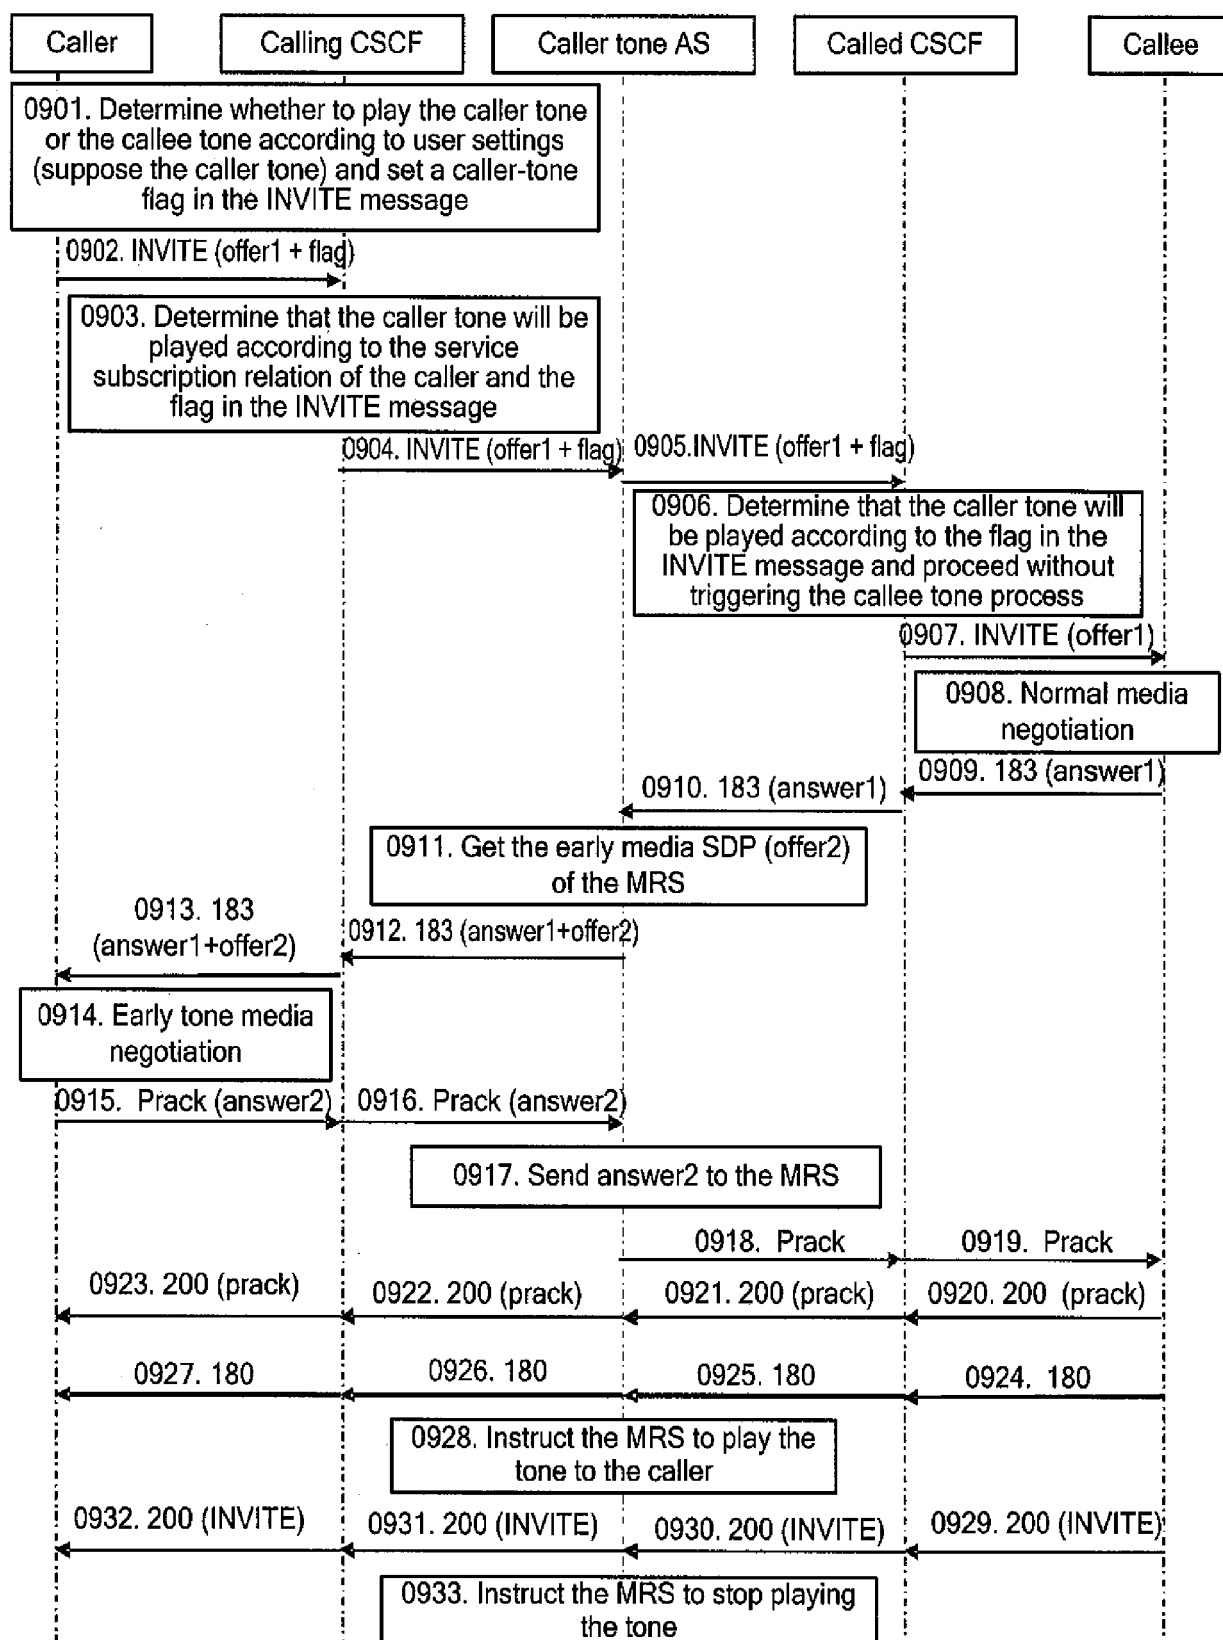 Caller
Calling CSCF
Caller tone AS
Called CSCF
Callee
0901. Determine whether to play the caller tone
or the callee tone according to user settings
(suppose the caller tone) and set a caller-tone
flag in the INVITE message
0902. INVITE (offer1 + flag)
0903. Determine that the caller tone will be
played according to the service
subscription relation of the caller and the
flag in the INVITE message
0904. INVITE (offer1 + flag)
0905.INVITE (offer1 + flag)
0906. Determine that the caller tone will
be played according to the flag in the
INVITE message and proceed without
triggering the callee tone process
0907. INVITE (offer1)
0908. Normal media
negotiation
0909. 183 (answer1)
0910. 183 (answer1)
0911. Get the early media SDP (offer2)
of the MRS
0912. 183 (answer1+offer2)
0913. 183
(answer1+offer2)
0914. Early tone media
negotiation
0915. Prack (answer2)
0916. Prack (answer2)
0917. Send answer2 to the MRS
0918. Prack
0919. Prack
0923. 200 (prack)
0922. 200 (prack)
0921. 200 (prack)
0920. 200 (prack)
0927. 180
0926. 180
0925. 180
0924. 180
0928. Instruct the MRS to play the
tone to the caller
0932. 200 (INVITE)
0931. 200 (INVITE)
0930. 200 (INVITE)
0929. 200 (INVITE)
0933. Instruct the MRS to stop playing
the tone